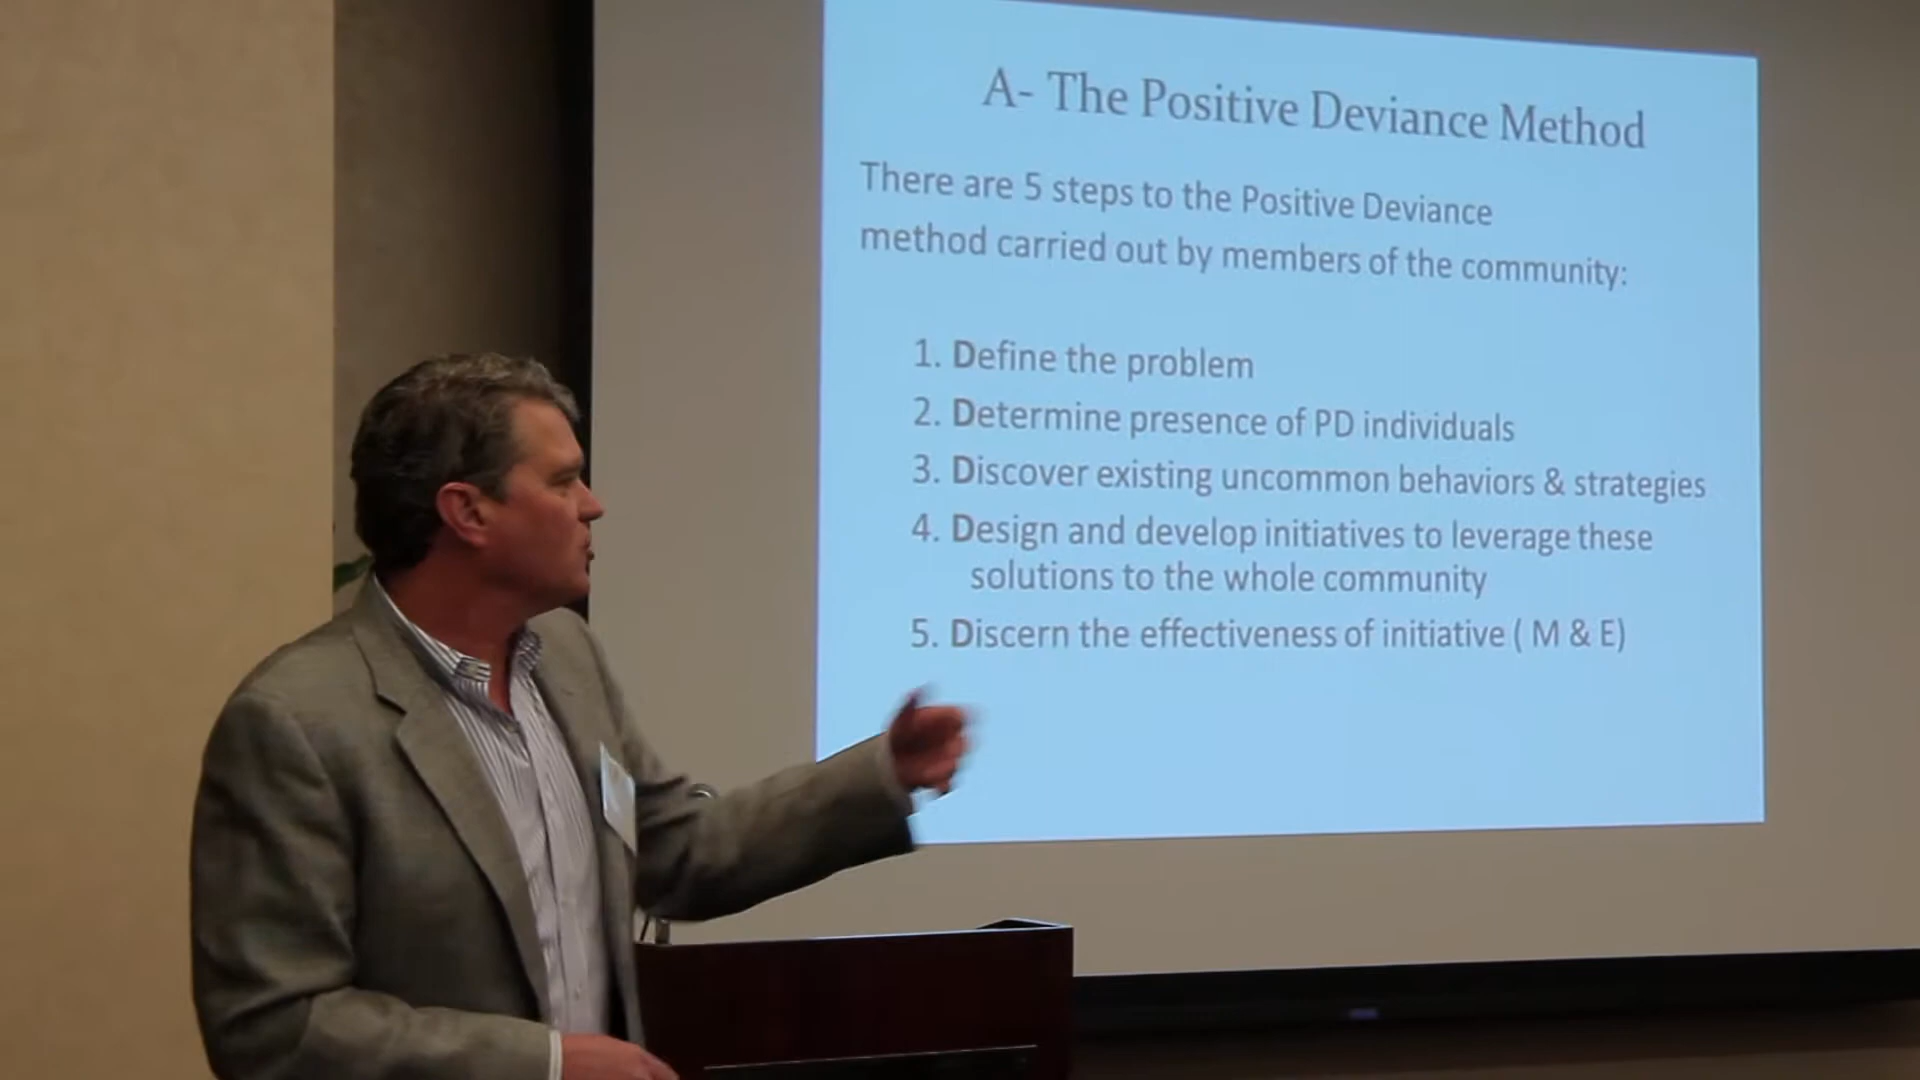 A- The Positive Deviance Method
There are 5 steps to the Positive Deviance
method carried out by members of the community:
1. Define the problem
2. Determine presence of PD individuals
3. Discover existing uncommon behaviors & strategies
4. Design and develop initiatives to leverage these
solutions to the whole community
5. Discern the effectiveness of initiative ( M & E)